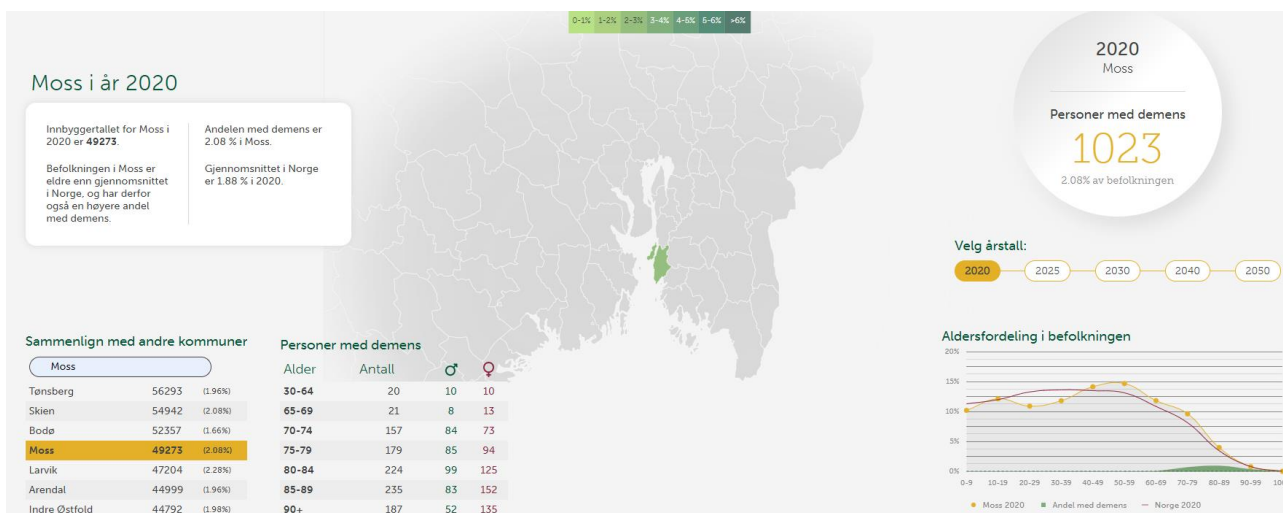 0-1% 1-2% 2-3% 3-4% 4-5% 5-6% >6%
Moss i år 2020
Innbyggertallet for Moss i
2020 er 49273.
Befolkningen i Moss er
eldre enn gjennomsnittet
i Norge, og har derfor
også en høyere andel
med demens.
Andelen med demens er
2.08 % i Moss.
Gjennomsnittet i Norge
er 1.88 % i 2020.
2020
Moss
Personer med demens
1023
2.08% av befolkningen
Velg årstall:
2020 2025 2030 2040 2050
Sammenlign med andre kommuner
Moss
Tønsberg 56293 (1.96%)
Skien 54942 (2.08%)
Bodø 52357 (1.66%)
Moss 49273 (2.08%)
Larvik 47204 (2.28%)
Arendal 44999 (1.96%)
Indre Østfold 44792 (1.98%)
Personer med demens
Alder Antall ♂ ♀
30-64 20 10 10
65-69 21 8 13
70-74 157 84 73
75-79 179 85 94
80-84 224 99 125
85-89 235 83 152
90+ 187 52 135
Aldersfordeling i befolkningen
20%
15%
10%
5%
0%
0-9 10-19 20-29 30-39 40-49 50-59 60-69 70-79 80-89 90-99 100
Moss 2020 Andel med demens Norge 2020